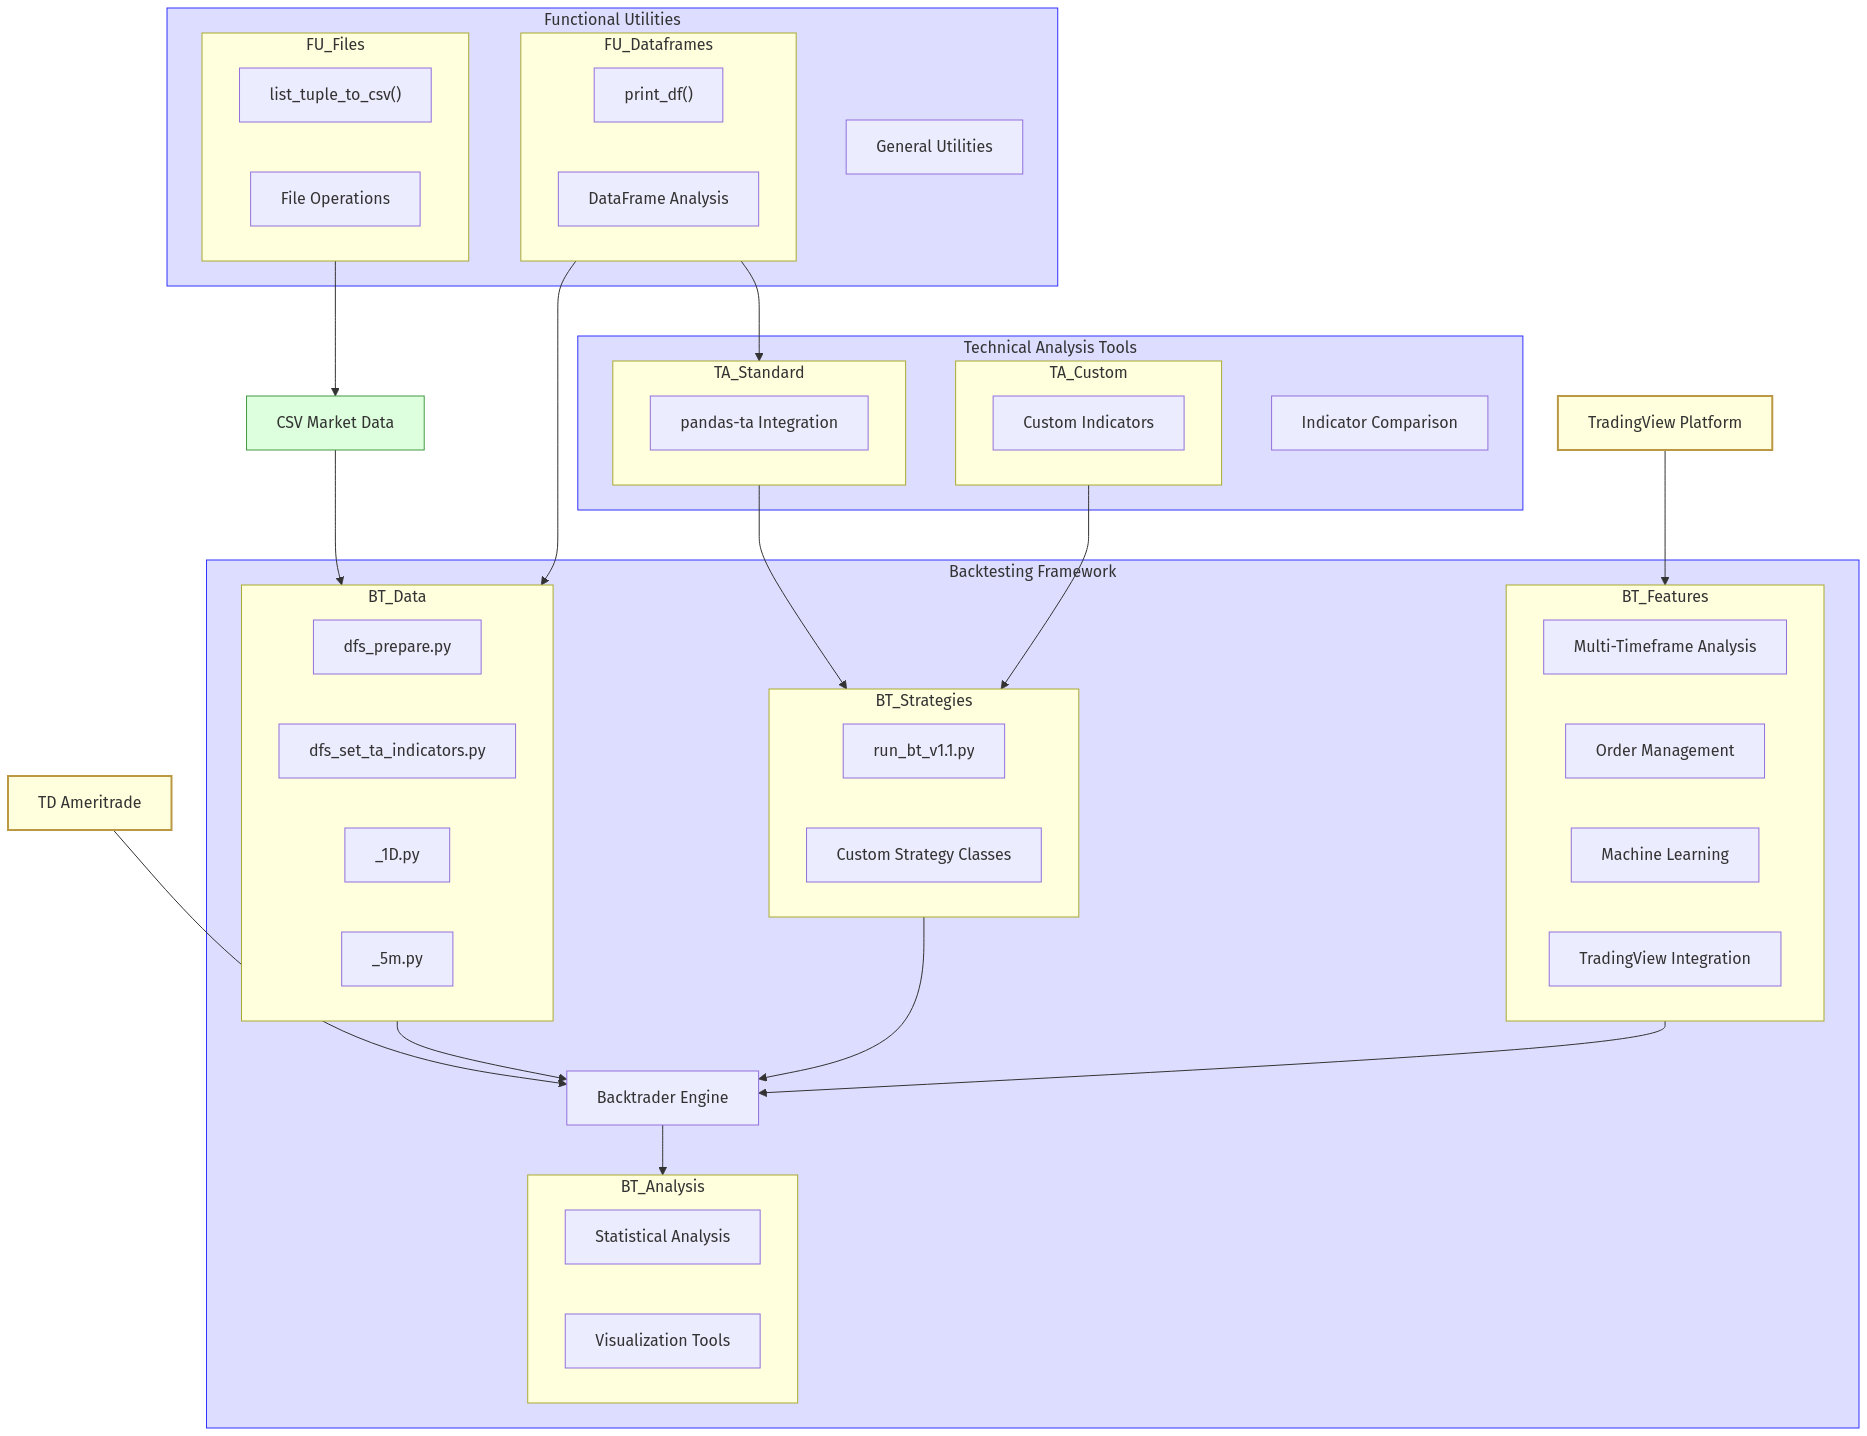 Functional Utilities
FU_Files
list_tuple_to_csv()
File Operations
FU_Dataframes
print_df()
DataFrame Analysis
General Utilities
Technical Analysis Tools
TA_Standard
pandas-ta Integration
TA_Custom
Custom Indicators
Indicator Comparison
CSV Market Data
TradingView Platform
Backtesting Framework
BT_Data
dfs_prepare.py
dfs_set_ta_indicators.py
_1D.py
_5m.py
BT_Strategies
run_bt_v1.1.py
Custom Strategy Classes
BT_Features
Multi-Timeframe Analysis
Order Management
Machine Learning
TradingView Integration
TD Ameritrade
Backtrader Engine
BT_Analysis
Statistical Analysis
Visualization Tools